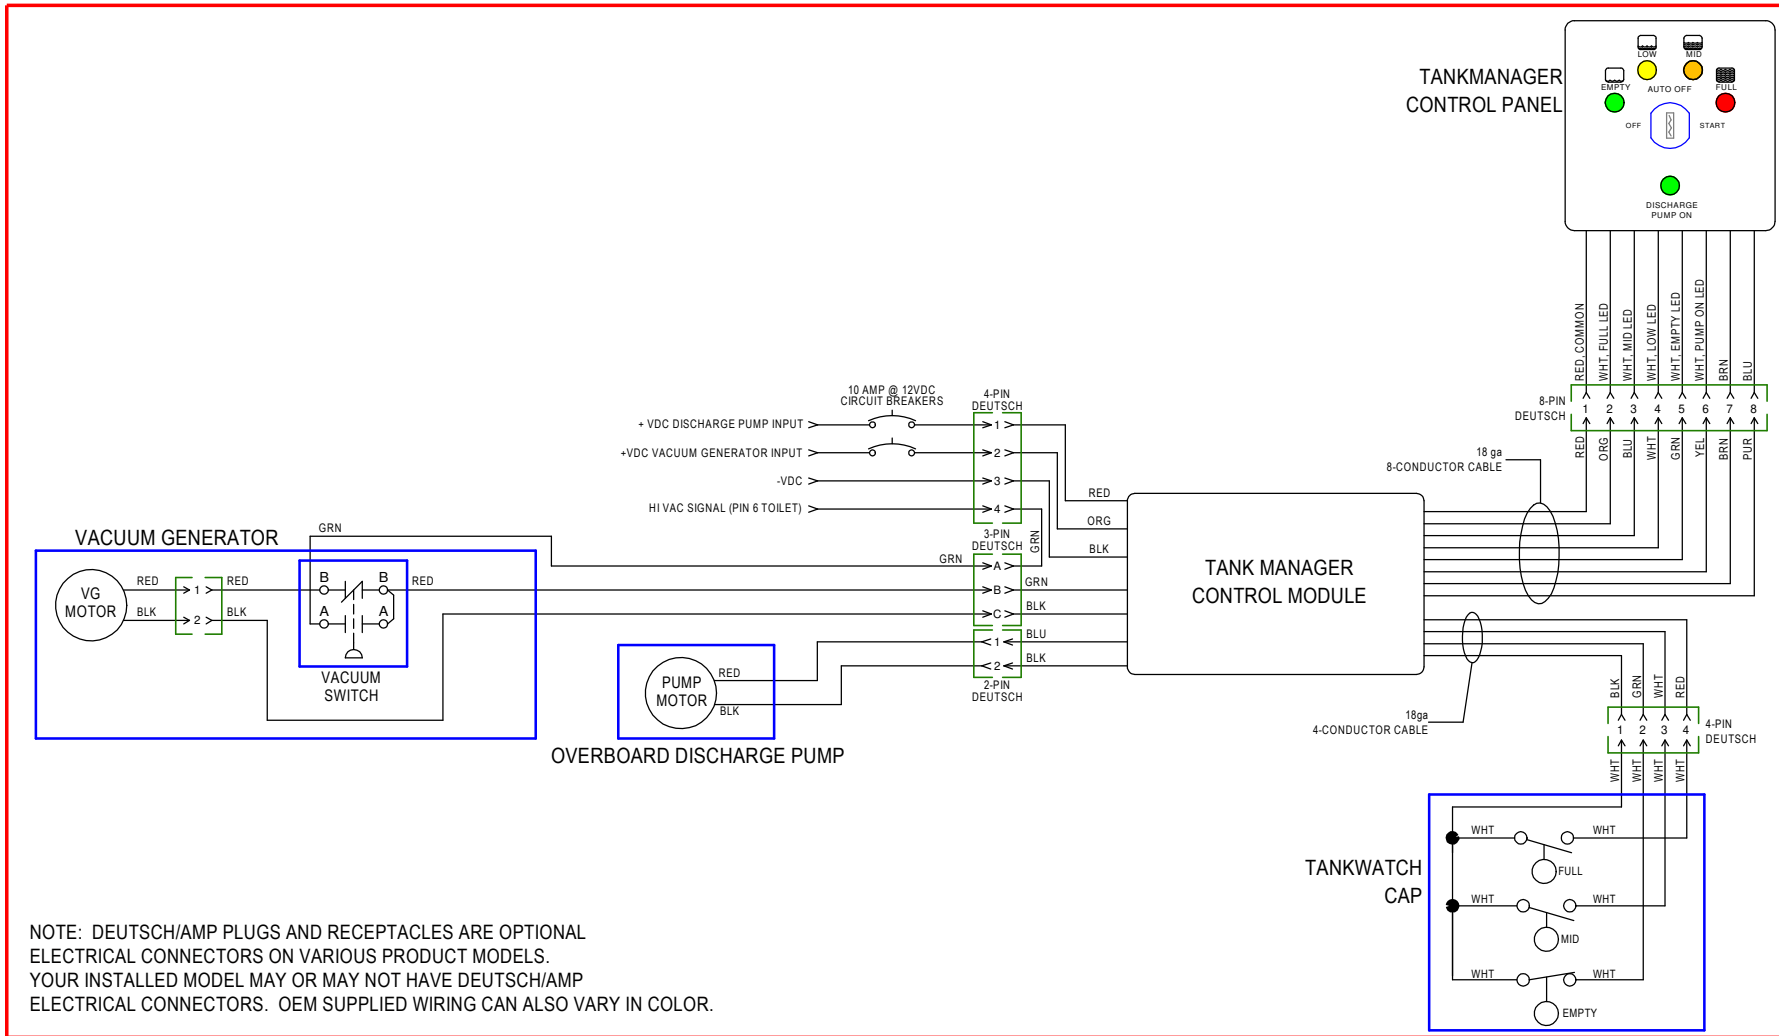 TANKMANAGER
CONTROL PANEL
LOW
MID
EMPTY
AUTO OFF
FULL
OFF
START
DISCHARGE
PUMP ON
RED, COMMON
WHT, FULL LED
WHT, MID LED
WHT, LOW LED
WHT, EMPTY LED
WHT, PUMP ON LED
BRN
BLU
8-PIN
DEUTSCH
1 2 3 4 5 6 7 8
RED
ORG
BLU
WHT
GRN
YEL
BRN
PUR
18 ga
8-CONDUCTOR CABLE
10 AMP @ 12VDC
CIRCUIT BREAKERS
4-PIN
DEUTSCH
+ VDC DISCHARGE PUMP INPUT
1
+VDC VACUUM GENERATOR INPUT
2
-VDC
3
HI VAC SIGNAL (PIN 6 TOILET)
4
RED
ORG
BLK
GRN
3-PIN
DEUTSCH
GRN
A
B
GRN
C
BLK
1
BLU
2
BLK
2-PIN
DEUTSCH
TANK MANAGER
CONTROL MODULE
VACUUM GENERATOR
GRN
VG
MOTOR
RED
1
RED
BLK
2
BLK
B
B
RED
A
A
VACUUM
SWITCH
PUMP
MOTOR
RED
BLK
OVERBOARD DISCHARGE PUMP
18ga
4-CONDUCTOR CABLE
BLK
GRN
WHT
RED
1 2 3 4
4-PIN
DEUTSCH
WHT
WHT
WHT
WHT
TANKWATCH
CAP
WHT
WHT
FULL
WHT
WHT
MID
WHT
WHT
EMPTY
NOTE: DEUTSCH/AMP PLUGS AND RECEPTACLES ARE OPTIONAL
ELECTRICAL CONNECTORS ON VARIOUS PRODUCT MODELS.
YOUR INSTALLED MODEL MAY OR MAY NOT HAVE DEUTSCH/AMP
ELECTRICAL CONNECTORS. OEM SUPPLIED WIRING CAN ALSO VARY IN COLOR.